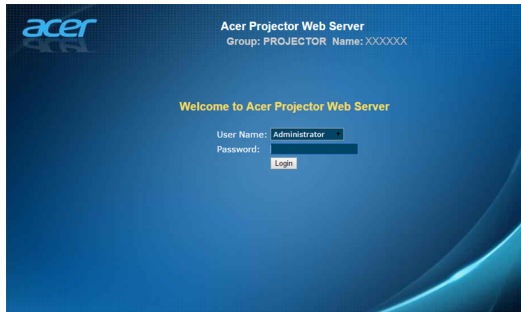 acer
Acer Projector Web Server
Group: PROJECTOR Name: XXXXXX
Welcome to Acer Projector Web Server
User Name: Administrator
Password:
Login